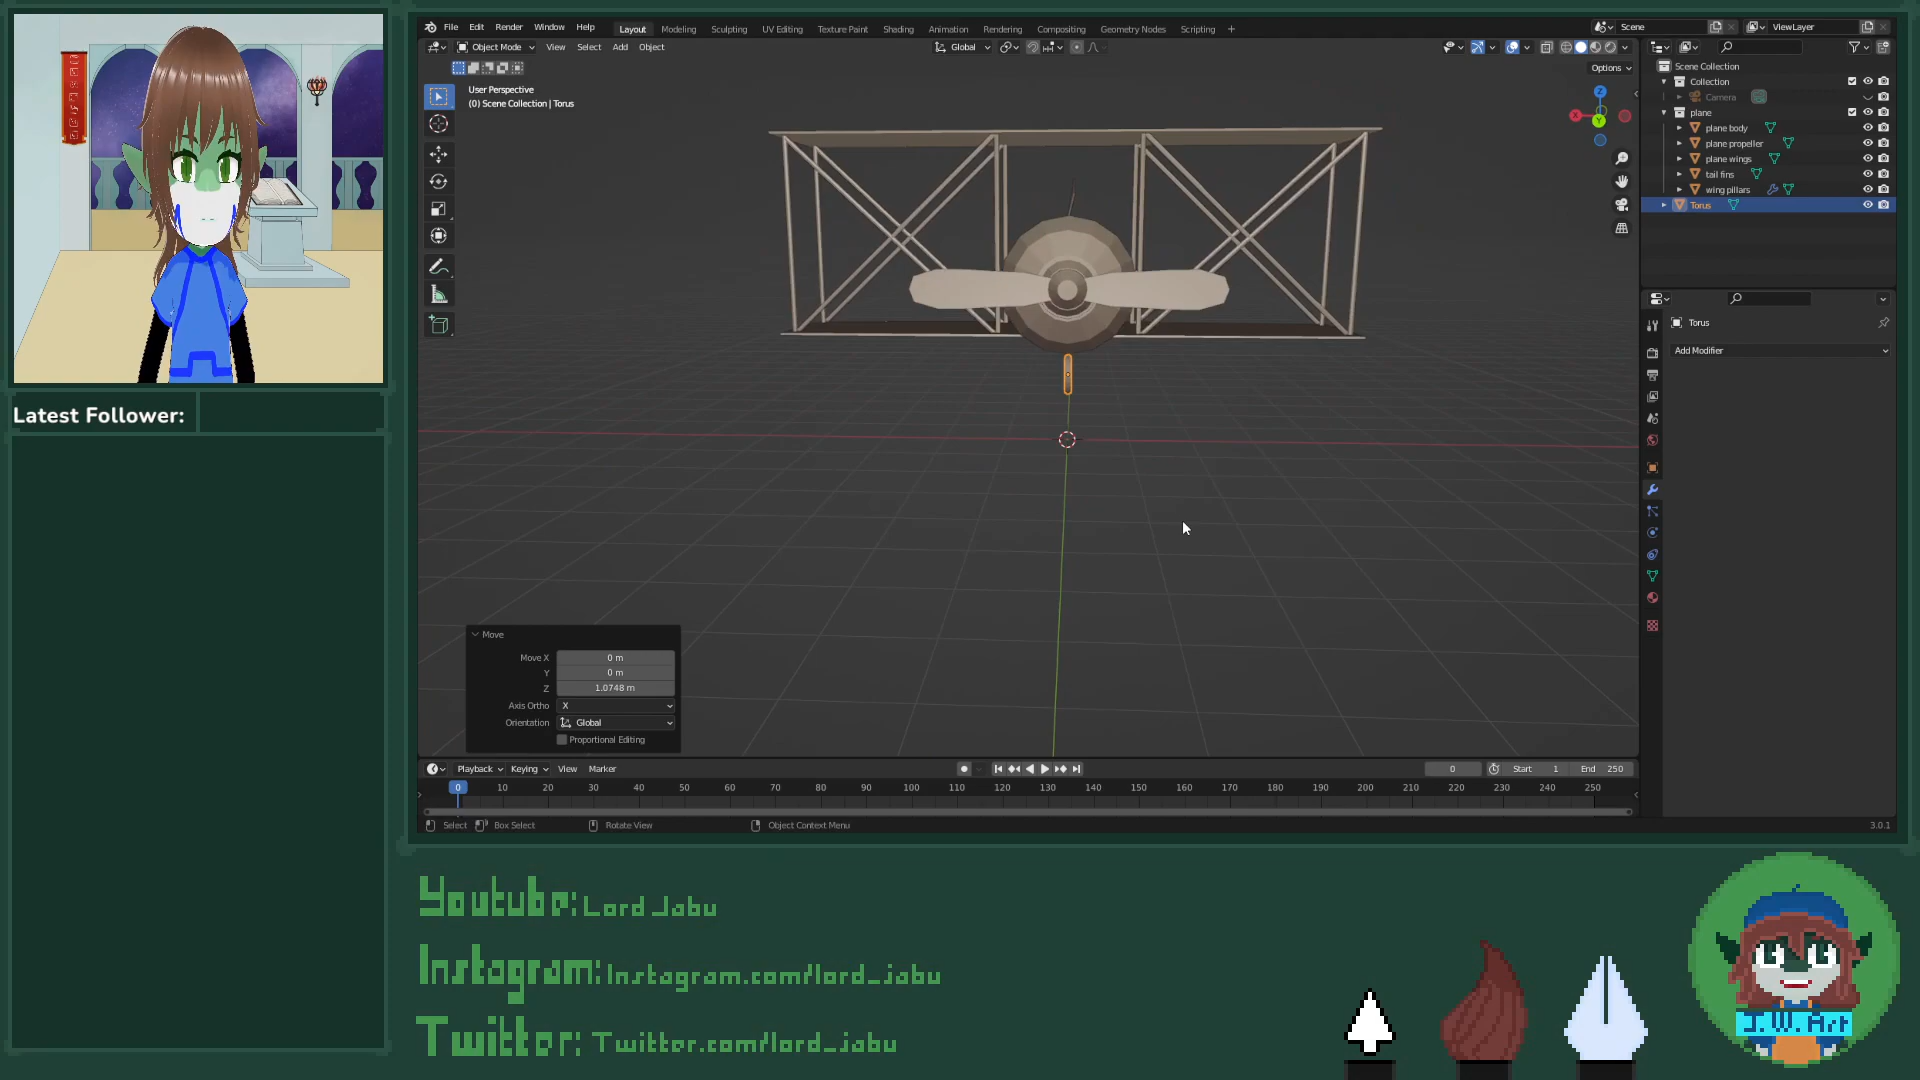 File Edit Render Window Help
Layout Modeling Sculpting UV Editing Texture Paint Shading Animation Rendering Compositing Geometry Nodes Scripting +
Scene
ViewLayer
Object Mode View Select Add Object
Global
Options
User Perspective
(0) Scene Collection | Torus
Z
X
Y
Scene Collection
Collection
Camera
plane
plane body
plane propeller
plane wings
tail fins
wing pillars
Torus
Torus
Add Modifier
Move
Move X 0 m
Y 0 m
Z 1.0748 m
Axis Ortho X
Orientation Global
Proportional Editing
Playback Keying View Marker
0 Start 1 End 250
0 10 20 30 40 50 60 70 80 90 100 110 120 130 140 150 160 170 180 190 200 210 220 230 240 250
Select Box Select Rotate View Object Context Menu
3.0.1
Latest Follower:
Youtube: Lord Jabu
Instagram: Instagram.com/lord_jabu
Twitter: Twitter.com/lord_jabu
J.W. Art